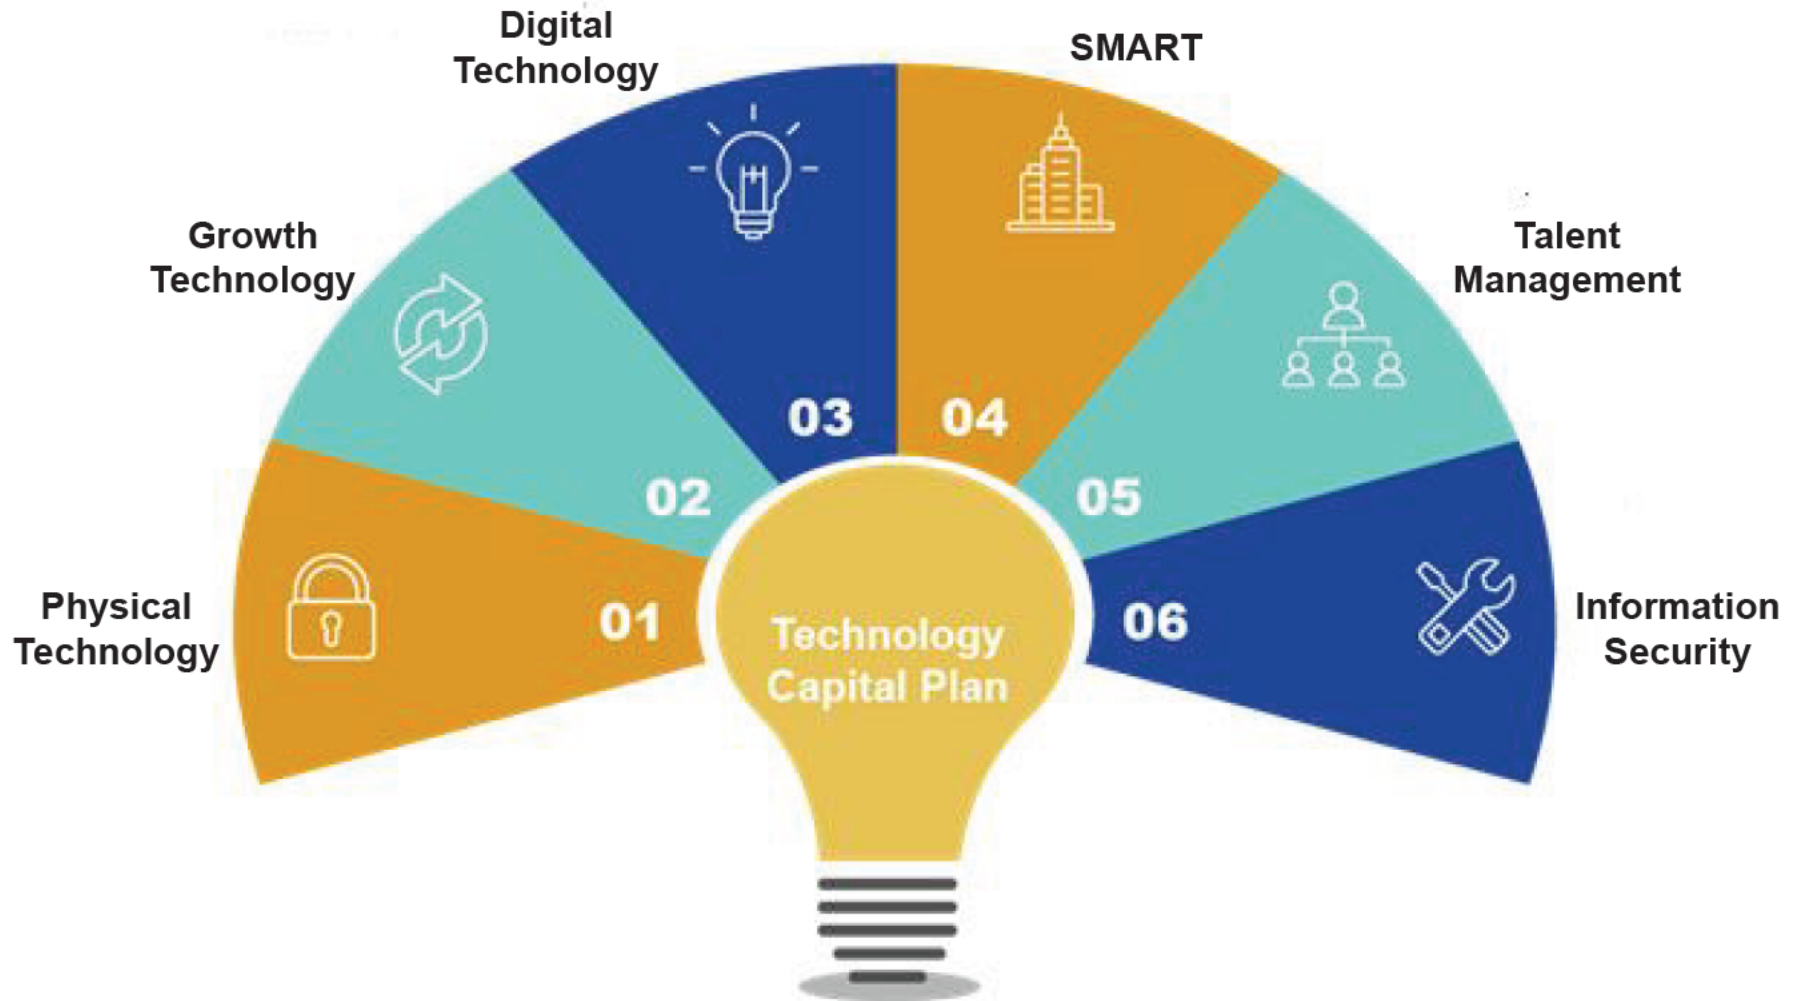 Digital
Technology
SMART
Growth
Technology
Talent
Management
03
04
02
05
Physical
Technology
01
06
Information
Security
Technology
Capital Plan